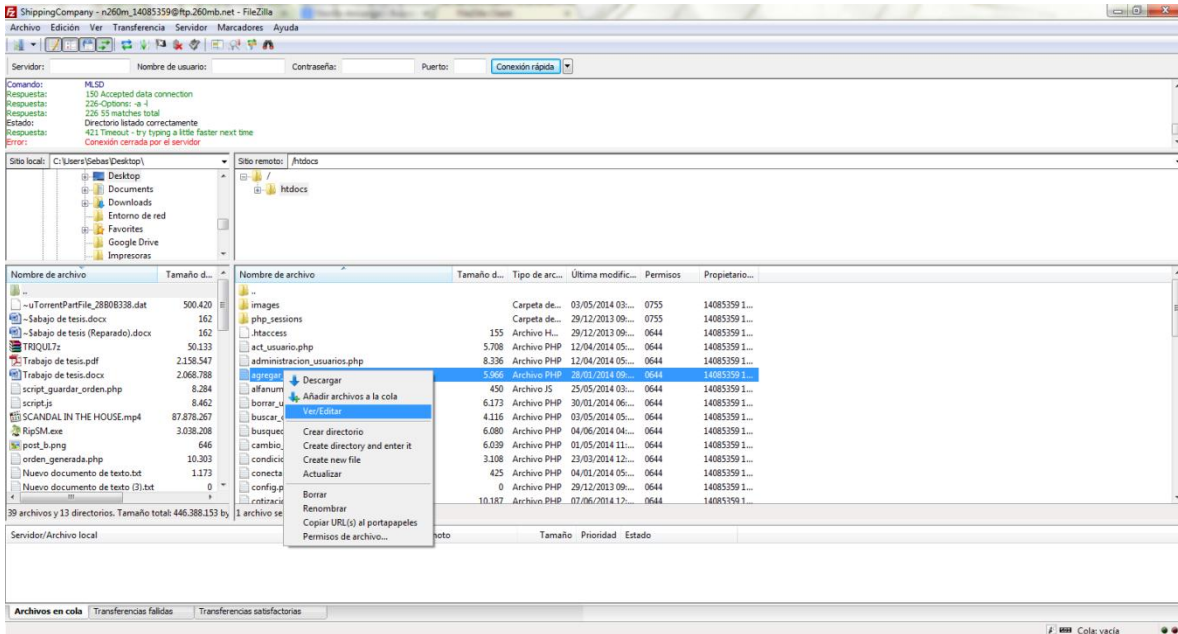 ShippingCompany - n260m_14085359@ftp.260mb.net - FileZilla
Archivo Edición Ver Transferencia Servidor Marcadores Ayuda
Servidor: Nombre de usuario: Contraseña: Puerto: Conexión rápida
Comando: MLSD
Respuesta: 150 Accepted data connection
Respuesta: 226-Options: -a -l
Respuesta: 226 55 matches total
Estado: Directorio listado correctamente
Respuesta: 421 Timeout - try typing a little faster next time
Error: Conexión cerrada por el servidor
Sitio local: C:\Users\Sebas\Desktop\
Desktop
Documents
Downloads
Entorno de red
Favorites
Google Drive
Impresoras
Sitio remoto: /htdocs
/
htdocs
Nombre de archivo Tamaño d...
..
~uTorrentPartFile_28B0B338.dat 500.420
~$abajo de tesis.docx 162
~$abajo de tesis (Reparado).docx 162
TRIQUI.7z 50.133
Trabajo de tesis.pdf 2.158.547
Trabajo de tesis.docx 2.068.788
script_guardar_orden.php 8.284
script.js 8.462
SCANDAL IN THE HOUSE.mp4 87.878.267
RipSM.exe 3.038.208
post_b.png 646
orden_generada.php 10.303
Nuevo documento de texto.txt 1.173
Nuevo documento de texto (3).txt 0
39 archivos y 13 directorios. Tamaño total: 446.388.153 by
Nombre de archivo Tamaño d... Tipo de arc... Última modific... Permisos Propietario...
..
images Carpeta de... 03/05/2014 03:... 0755 14085359 1...
php_sessions Carpeta de... 29/12/2013 09:... 0755 14085359 1...
.htaccess 155 Archivo H... 29/12/2013 09:... 0644 14085359 1...
act_usuario.php 5.708 Archivo PHP 12/04/2014 05:... 0644 14085359 1...
administracion_usuarios.php 8.336 Archivo PHP 12/04/2014 05:... 0644 14085359 1...
agregar_ 5.966 Archivo PHP 28/01/2014 09:... 0644 14085359 1...
alfanum 450 Archivo JS 25/05/2014 03:... 0644 14085359 1...
borrar_u 6.173 Archivo PHP 30/01/2014 06:... 0644 14085359 1...
buscar_c 4.116 Archivo PHP 03/05/2014 05:... 0644 14085359 1...
busqued 6.080 Archivo PHP 04/06/2014 04:... 0644 14085359 1...
cambio_ 6.039 Archivo PHP 01/05/2014 11:... 0644 14085359 1...
condicio 3.108 Archivo PHP 23/03/2014 12:... 0644 14085359 1...
conecta 425 Archivo PHP 04/01/2014 05:... 0644 14085359 1...
config.p 0 Archivo PHP 29/12/2013 09:... 0644 14085359 1...
cotizacio 10.187 Archivo PHP 07/06/2014 12:... 0644 14085359 1...
1 archivo se
Descargar
Añadir archivos a la cola
Ver/Editar
Crear directorio
Create directory and enter it
Create new file
Actualizar
Borrar
Renombrar
Copiar URL(s) al portapapeles
Permisos de archivo...
Servidor/Archivo local moto Tamaño Prioridad Estado
Archivos en cola Transferencias fallidas Transferencias satisfactorias
Cola: vacía